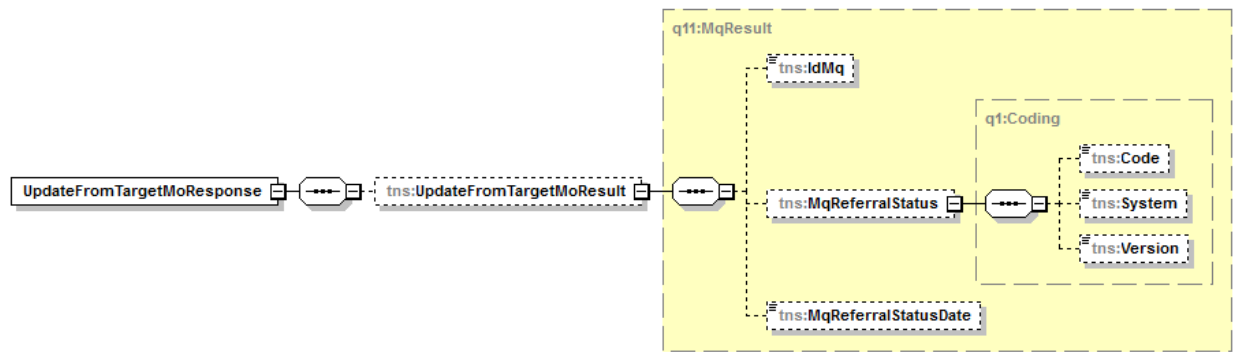 q11:MqResult
tns:IdMq
q1:Coding
tns:Code
UpdateFromTargetMoResponse
tns:UpdateFromTargetMoResult
tns:MqReferralStatus
tns:System
tns:Version
tns:MqReferralStatusDate